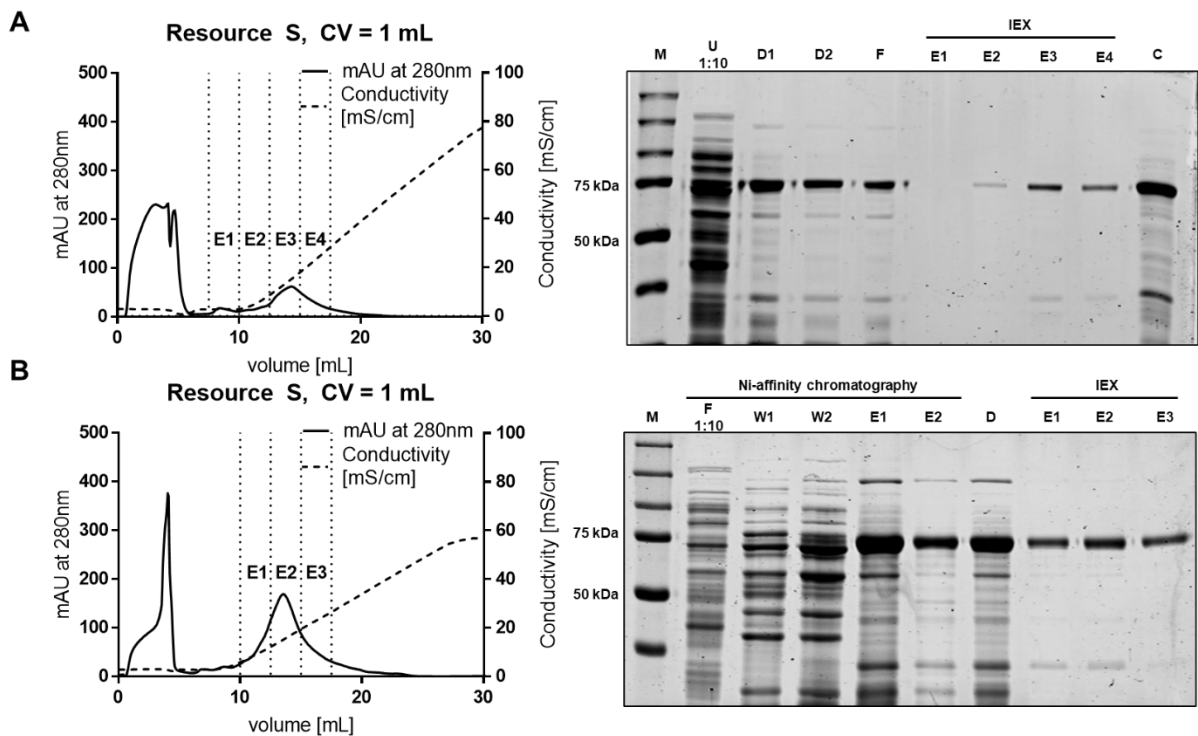 A
Resource S, CV = 1 mL
mAU at 280nm
Conductivity
[mS/cm]
500
400
300
200
100
0
mAU at 280nm
100
80
60
40
20
0
Conductivity [mS/cm]
E1 E2 E3 E4
0 10 20 30
volume [mL]
IEX
M U D1 D2 F E1 E2 E3 E4 C
1:10
75 kDa
50 kDa
B
Resource S, CV = 1 mL
mAU at 280nm
Conductivity
[mS/cm]
500
400
300
200
100
0
mAU at 280nm
100
80
60
40
20
0
Conductivity [mS/cm]
E1 E2 E3
0 10 20 30
volume [mL]
Ni-affinity chromatography IEX
M F W1 W2 E1 E2 D E1 E2 E3
1:10
75 kDa
50 kDa